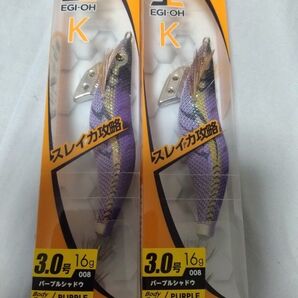 EGI-OH
K
スレイカ攻略
3.0号 16g
008
パープルシャドウ
Body / PURPLE
EGI-OH
K
スレイカ攻略
3.0号 16g
008
パープルシャドウ
Body / PURPLE